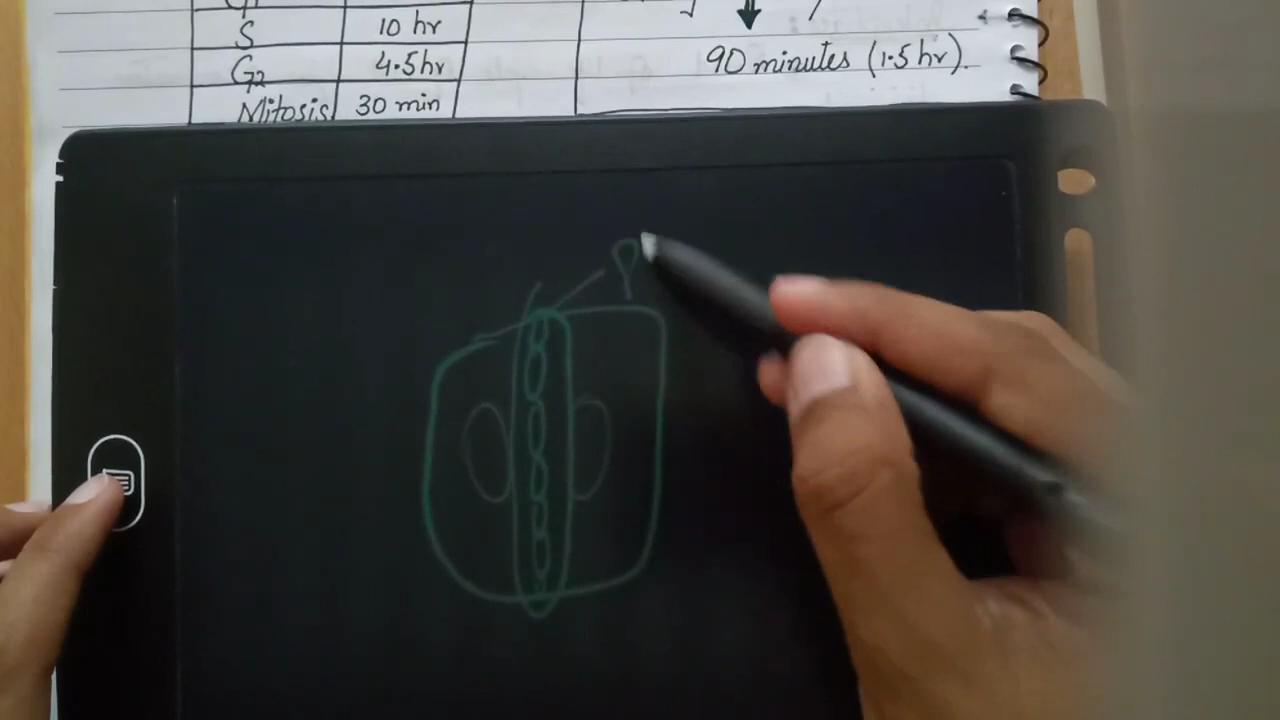 S 10 hr
G₂ 4.5 hr
Mitosis 30 min
90 minutes (1.5 hr).
P